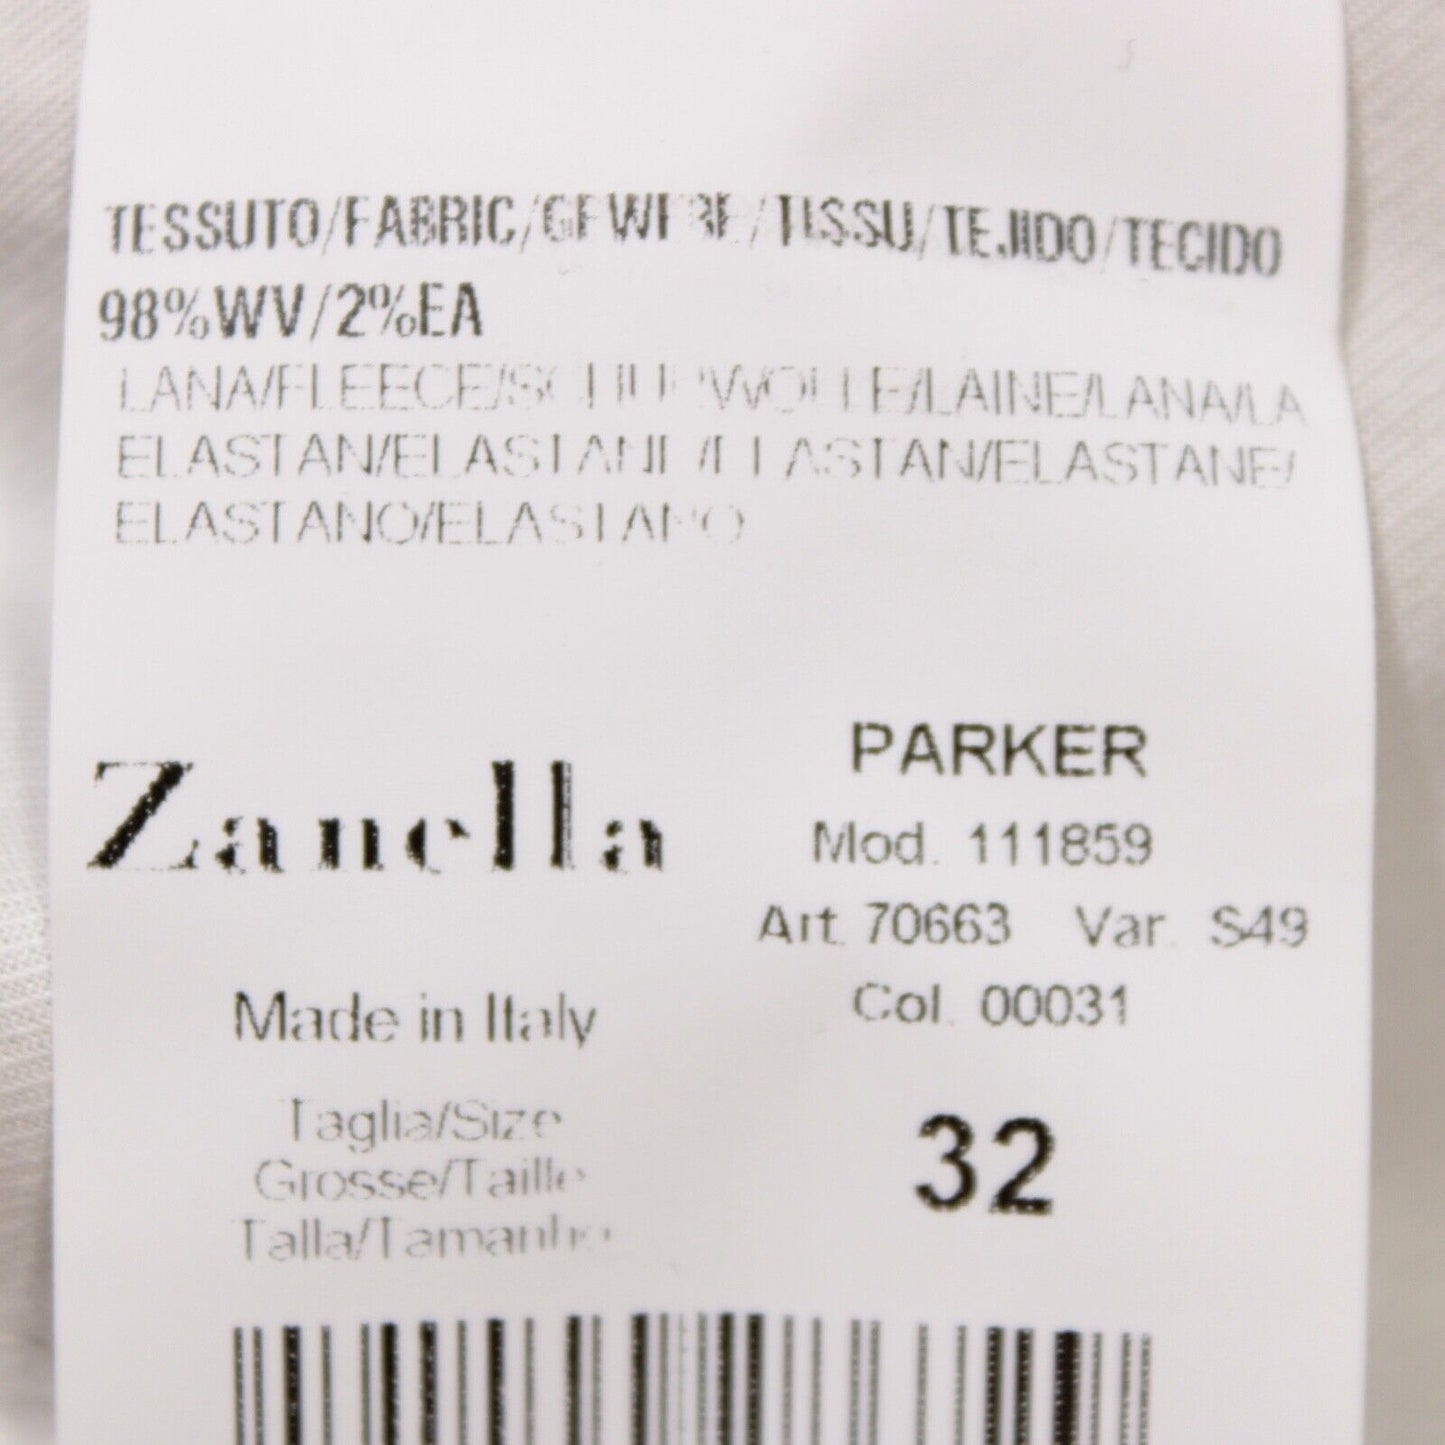 TESSUTO/FABRIC/GEWEBE/TISSU/TEJIDO/TECIDO
98%WV/2%EA
LANA/FLEECE/SCHURWOLLE/LAINE/LANA/LA
ELASTAN/ELASTANE/ELASTAN/ELASTANE/
ELASTANO/ELASTANO
Zanella
PARKER
Mod. 111859
Art. 70663 Var. S49
Col. 00031
Made in Italy
Taglia/Size
Grosse/Taille
Talla/Tamanho
32